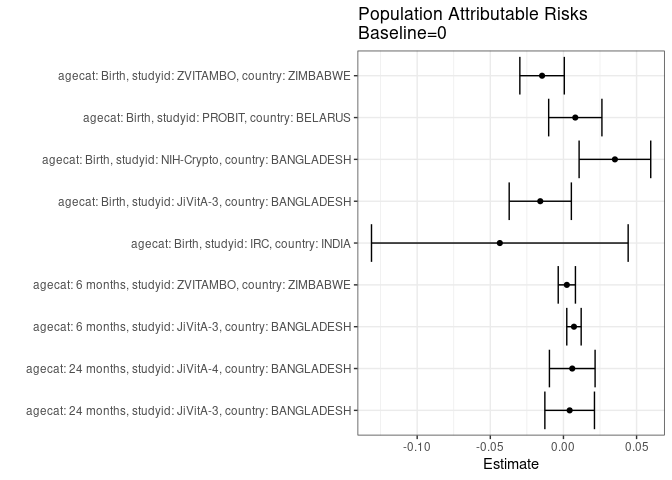 Population Attributable Risks
Baseline=0
agecat: Birth, studyid: ZVITAMBO, country: ZIMBABWE
agecat: Birth, studyid: PROBIT, country: BELARUS
agecat: Birth, studyid: NIH-Crypto, country: BANGLADESH
agecat: Birth, studyid: JiVitA-3, country: BANGLADESH
agecat: Birth, studyid: IRC, country: INDIA
agecat: 6 months, studyid: ZVITAMBO, country: ZIMBABWE
agecat: 6 months, studyid: JiVitA-3, country: BANGLADESH
agecat: 24 months, studyid: JiVitA-4, country: BANGLADESH
agecat: 24 months, studyid: JiVitA-3, country: BANGLADESH
-0.10 -0.05 0.00 0.05
Estimate